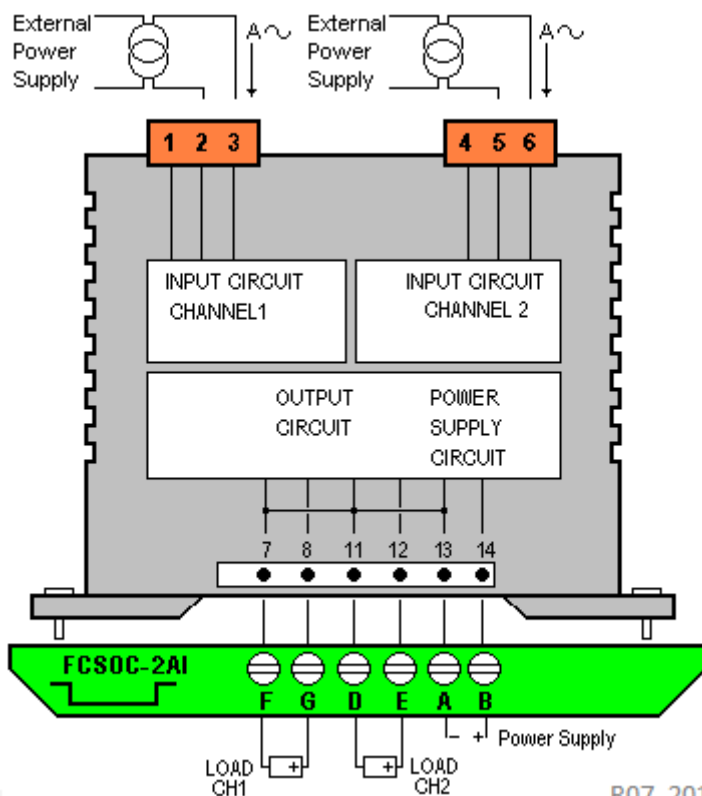 External
Power
Supply
A
External
Power
Supply
A
1 2 3
4 5 6
INPUT CIRCUIT
CHANNEL1
INPUT CIRCUIT
CHANNEL 2
OUTPUT
CIRCUIT
POWER
SUPPLY
CIRCUIT
7 8 11 12 13 14
FCSOC-2AI
F G D E A B
- + Power Supply
LOAD
CH1
+
+
LOAD
CH2